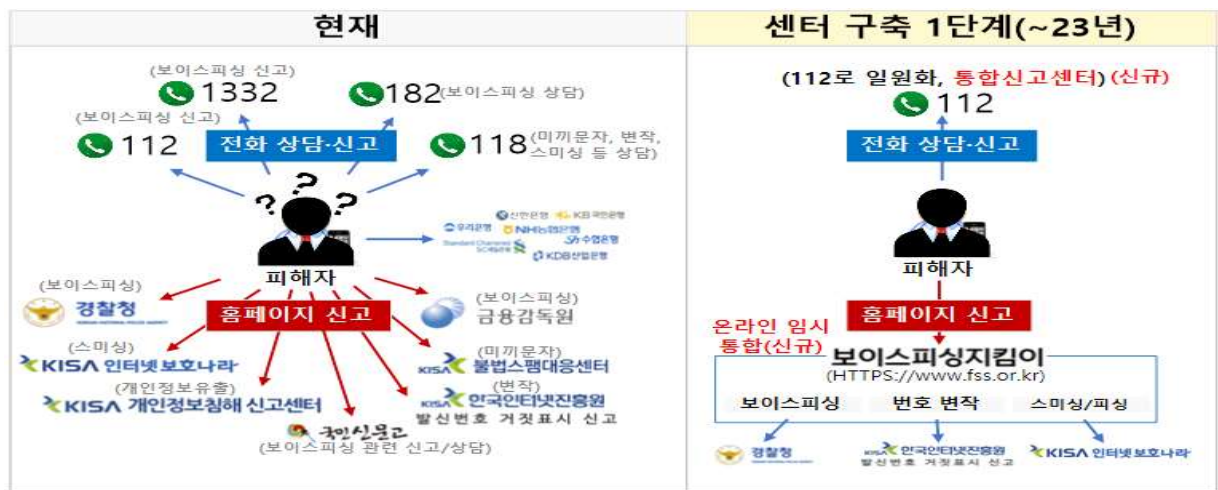 현재
센터 구축 1단계(~23년)
(보이스피싱 신고)
1332
182(보이스피싱 상담)
(보이스피싱 신고)
112
전화 상담·신고
118(미끼문자, 변작,
스미싱 등 상담)
???
신한은행 KB국민은행
우리은행 NH농협은행
Standard Chartered
SC제일은행
Sh수협은행
KDB산업은행
피해자
(보이스피싱)
경찰청
홈페이지 신고
(보이스피싱)
금융감독원
(스미싱)
KISA 인터넷보호나라
(미끼문자)
KISA 불법스팸대응센터
(개인정보유출)
KISA 개인정보침해 신고센터
(변작)
KISA 한국인터넷진흥원
발신번호 거짓표시 신고
국민신문고
(보이스피싱 관련 신고/상담)
(112로 일원화, 통합신고센터)(신규)
112
전화 상담·신고
피해자
홈페이지 신고
온라인 임시
통합(신규)
보이스피싱지킴이
(HTTPS://www.fss.or.kr)
보이스피싱 번호 변작 스미싱/피싱
경찰청
KISA 한국인터넷진흥원
발신번호 거짓표시 신고
KISA 인터넷보호나라